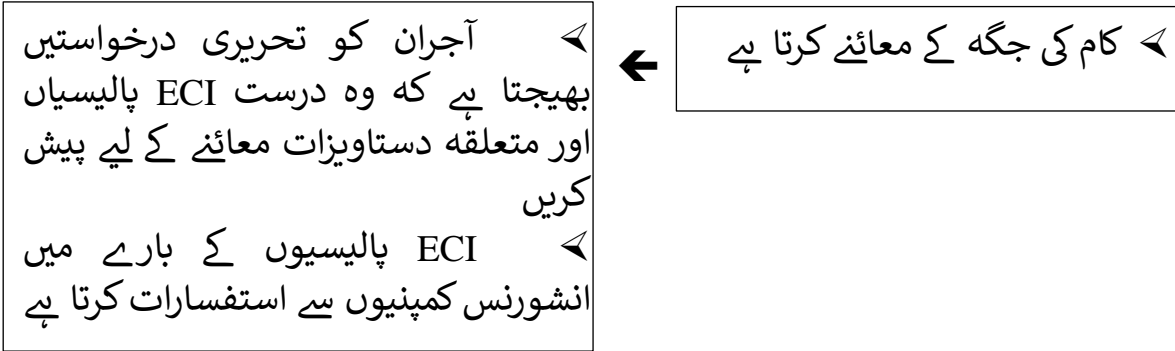 ➢ کام کی جگہ کے معائنے کرتا ہے
➢ آجران کو تحریری درخواستیں
بھیجتا ہے کہ وہ درست ECI پالیسیاں
اور متعلقہ دستاویزات معائنے کے لیے پیش
کریں
➢ ECI پالیسیوں کے بارے میں
انشورنس کمپنیوں سے استفسارات کرتا ہے